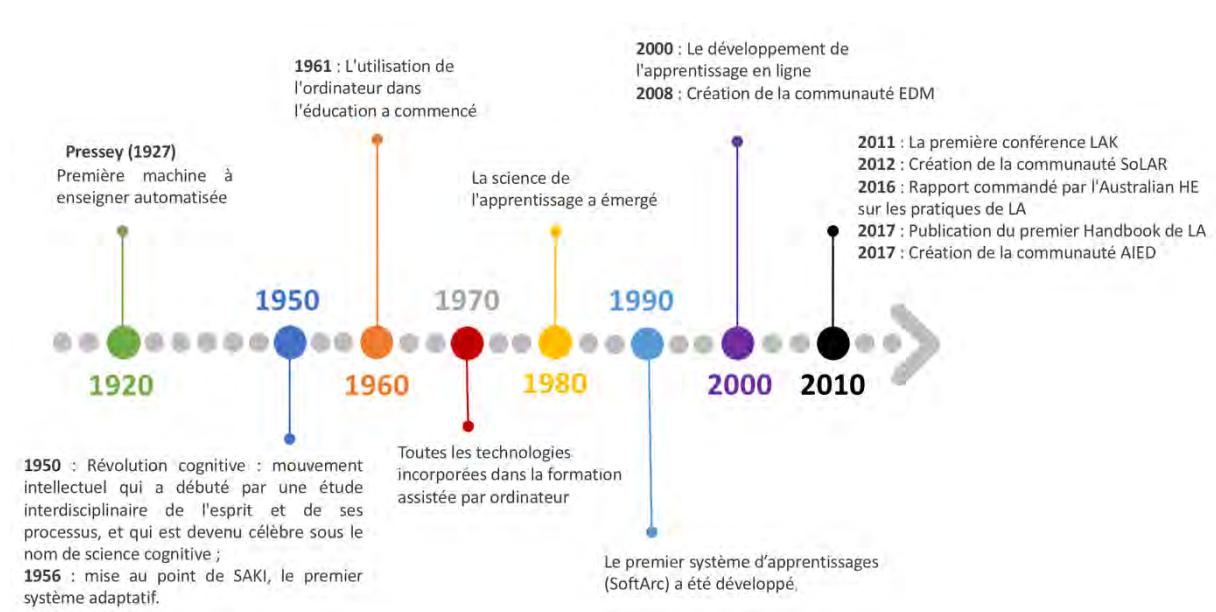 Pressey (1927)
Première machine à
enseigner automatisée
1961 : L'utilisation de
l'ordinateur dans
l'éducation a commencé
La science de
l'apprentissage a émergé
2000 : Le développement de
l'apprentissage en ligne
2008 : Création de la communauté EDM
2011 : La première conférence LAK
2012 : Création de la communauté SoLAR
2016 : Rapport commandé par l'Australian HE
sur les pratiques de LA
2017 : Publication du premier Handbook de LA
2017 : Création de la communauté AIED
1920
1950
1960
1970
1980
1990
2000
2010
1950 : Révolution cognitive : mouvement
intellectuel qui a débuté par une étude
interdisciplinaire de l'esprit et de ses
processus, et qui est devenu célèbre sous le
nom de science cognitive ;
1956 : mise au point de SAKI, le premier
système adaptatif.
Toutes les technologies
incorporées dans la formation
assistée par ordinateur
Le premier système d’apprentissages
(SoftArc) a été développé.